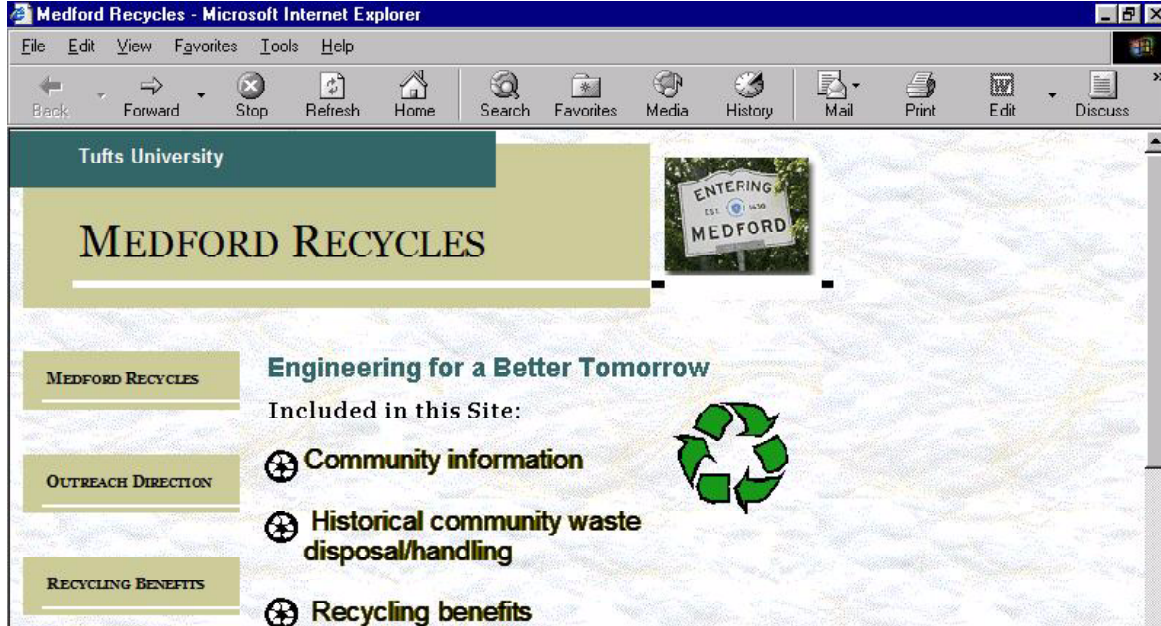 Medford Recycles - Microsoft Internet Explorer
File Edit View Favorites Tools Help
Back Forward Stop Refresh Home Search Favorites Media History Mail Print Edit Discuss
Tufts University
MEDFORD RECYCLES
ENTERING
EST. 1630
MEDFORD
MEDFORD RECYCLES
OUTREACH DIRECTION
RECYCLING BENEFITS
Engineering for a Better Tomorrow
Included in this Site:
Community information
Historical community waste
disposal/handling
Recycling benefits